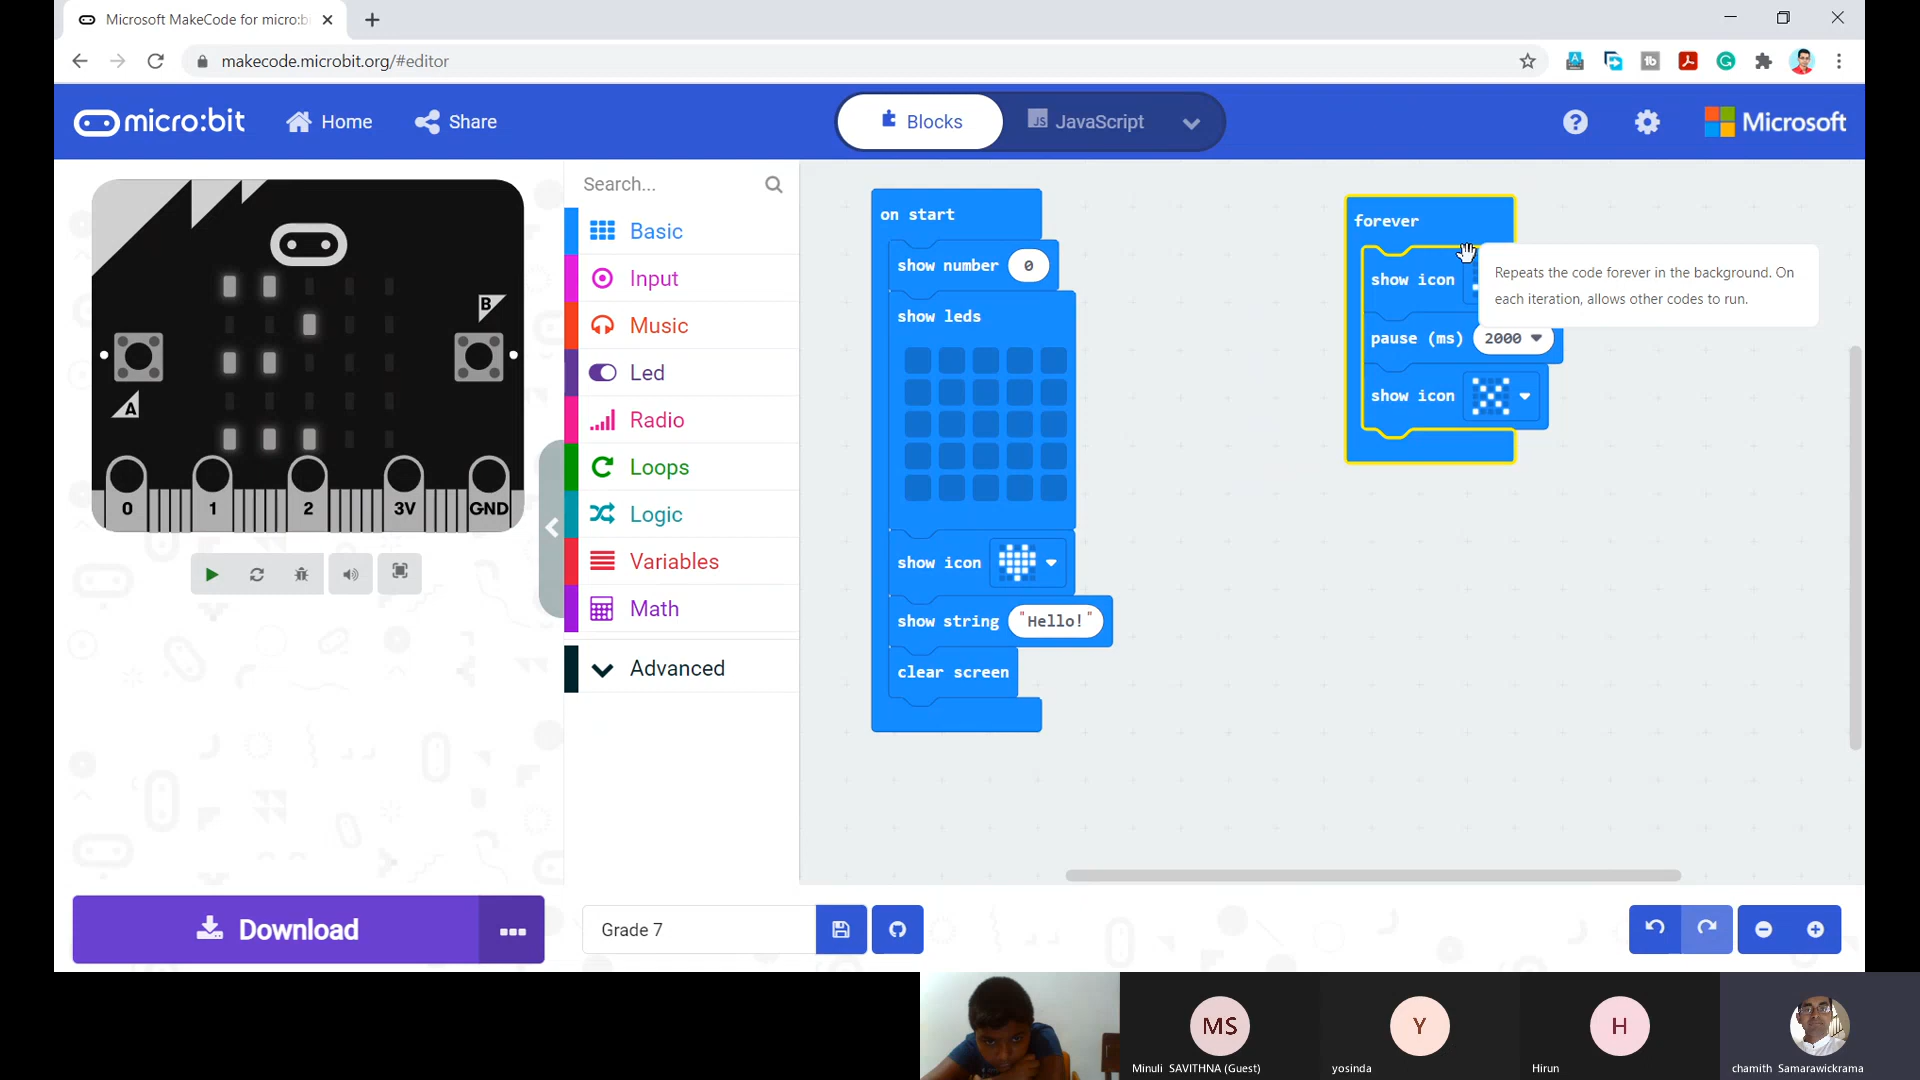 Microsoft MakeCode for micro:b
makecode.microbit.org/#editor
micro:bit
Home
Share
Blocks
JS JavaScript
Microsoft
Search...
Basic
Input
Music
Led
Radio
Loops
Logic
Variables
Math
Advanced
A
B
0
1
2
3V
GND
on start
show number 0
show leds
show icon
show string "Hello!"
clear screen
forever
show icon
Repeats the code forever in the background. On
each iteration, allows other codes to run.
pause (ms) 2000
show icon
Download
Grade 7
MS
Y
H
Minuli SAVITHNA (Guest)
yosinda
Hirun
chamith Samarawickrama